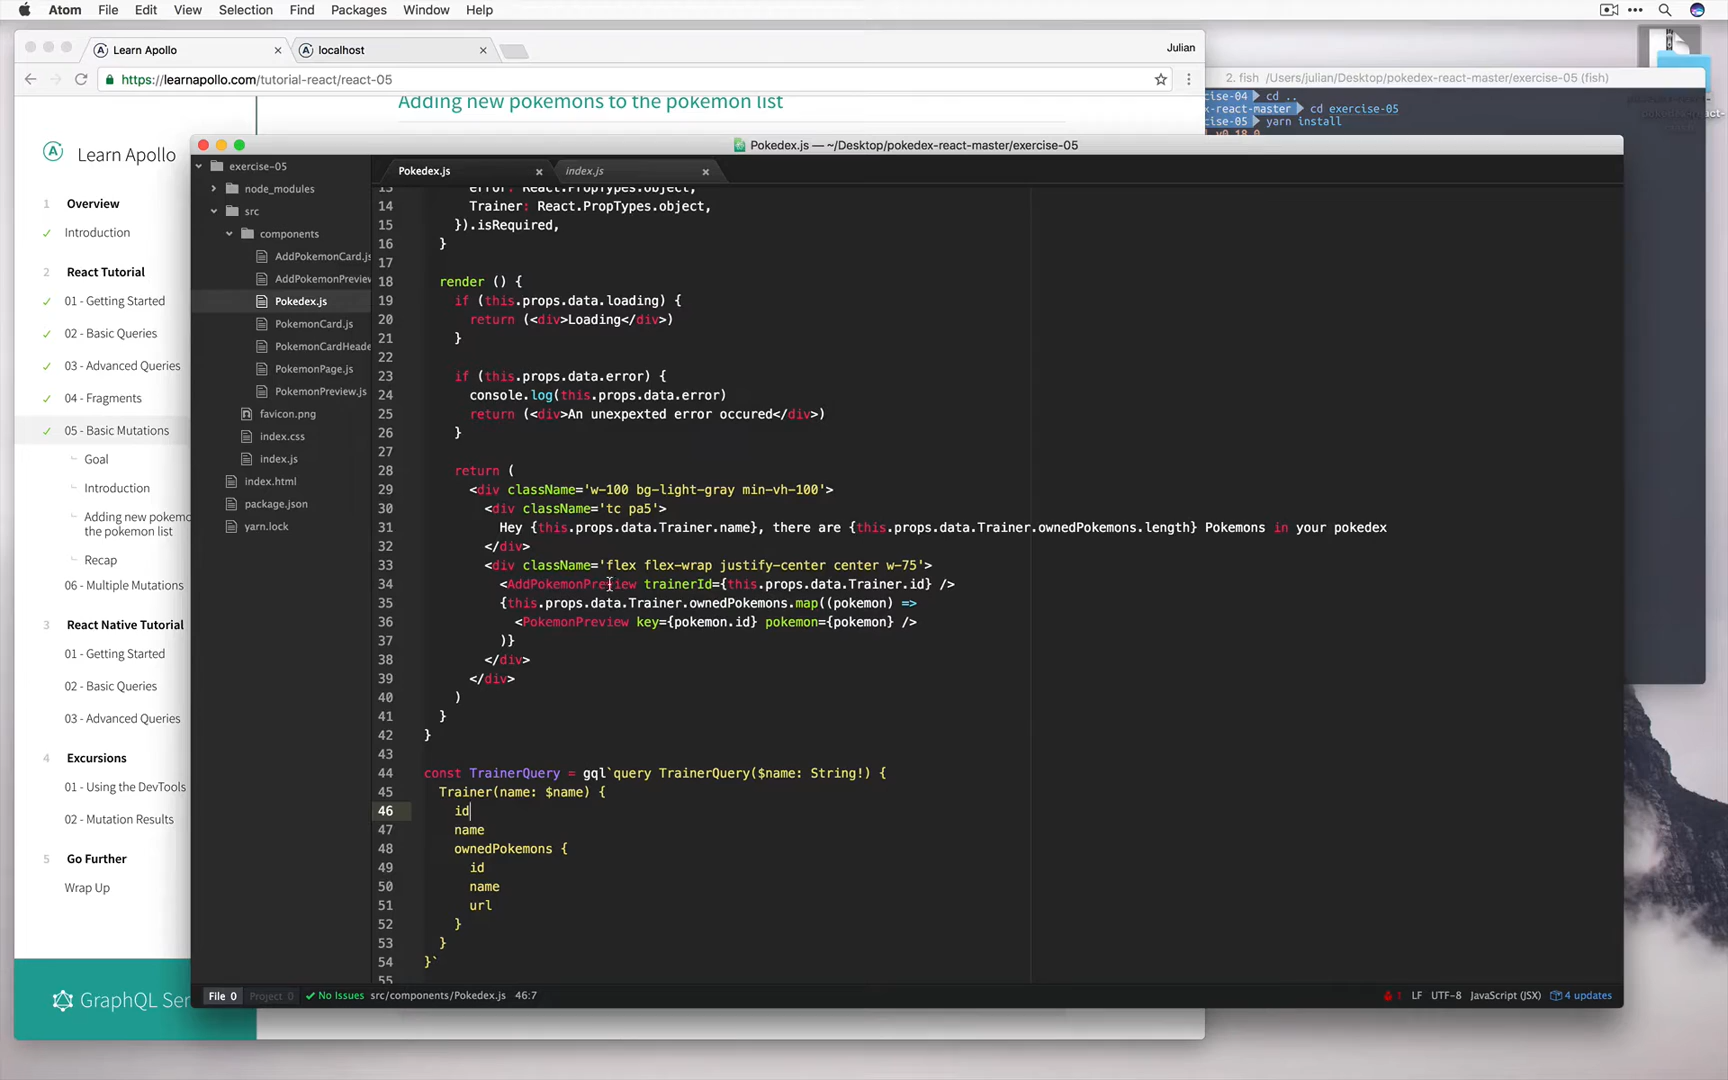 Atom File Edit View Selection Find Packages Window Help
Learn Apollo
localhost
Julian
https://learnapollo.com/tutorial-react/react-05
2. fish /Users/julian/Desktop/pokedex-react-master/exercise-05 (fish)
cise-04 cd ..
x-react-master cd exercise-05
cise-05 yarn install
v0.18.0
Adding new pokemons to the pokemon list
Learn Apollo
1 Overview
Introduction
2 React Tutorial
01 - Getting Started
02 - Basic Queries
03 - Advanced Queries
04 - Fragments
05 - Basic Mutations
Goal
Introduction
Adding new pokemo
the pokemon list
Recap
06 - Multiple Mutations
3 React Native Tutorial
01 - Getting Started
02 - Basic Queries
03 - Advanced Queries
4 Excursions
01 - Using the DevTools
02 - Mutation Results
5 Go Further
Wrap Up
GraphQL Ser
Pokedex.js — ~/Desktop/pokedex-react-master/exercise-05
exercise-05
node_modules
src
components
AddPokemonCard.js
AddPokemonPreview
Pokedex.js
PokemonCard.js
PokemonCardHeade
PokemonPage.js
PokemonPreview.js
favicon.png
index.css
index.js
index.html
package.json
yarn.lock
Pokedex.js
index.js
13 error: React.PropTypes.object,
14 Trainer: React.PropTypes.object,
15 }).isRequired,
16 }
17
18 render () {
19 if (this.props.data.loading) {
20 return (<div>Loading</div>)
21 }
22
23 if (this.props.data.error) {
24 console.log(this.props.data.error)
25 return (<div>An unexpexted error occured</div>)
26 }
27
28 return (
29 <div className='w-100 bg-light-gray min-vh-100'>
30 <div className='tc pa5'>
31 Hey {this.props.data.Trainer.name}, there are {this.props.data.Trainer.ownedPokemons.length} Pokemons in your pokedex
32 </div>
33 <div className='flex flex-wrap justify-center center w-75'>
34 <AddPokemonPreview trainerId={this.props.data.Trainer.id} />
35 {this.props.data.Trainer.ownedPokemons.map((pokemon) =>
36 <PokemonPreview key={pokemon.id} pokemon={pokemon} />
37 )}
38 </div>
39 </div>
40 )
41 }
42 }
43
44 const TrainerQuery = gql`query TrainerQuery($name: String!) {
45 Trainer(name: $name) {
46 id
47 name
48 ownedPokemons {
49 id
50 name
51 url
52 }
53 }
54 }`
55
File 0 Project 0 No Issues src/components/Pokedex.js 46:7
1 LF UTF-8 JavaScript (JSX) 4 updates